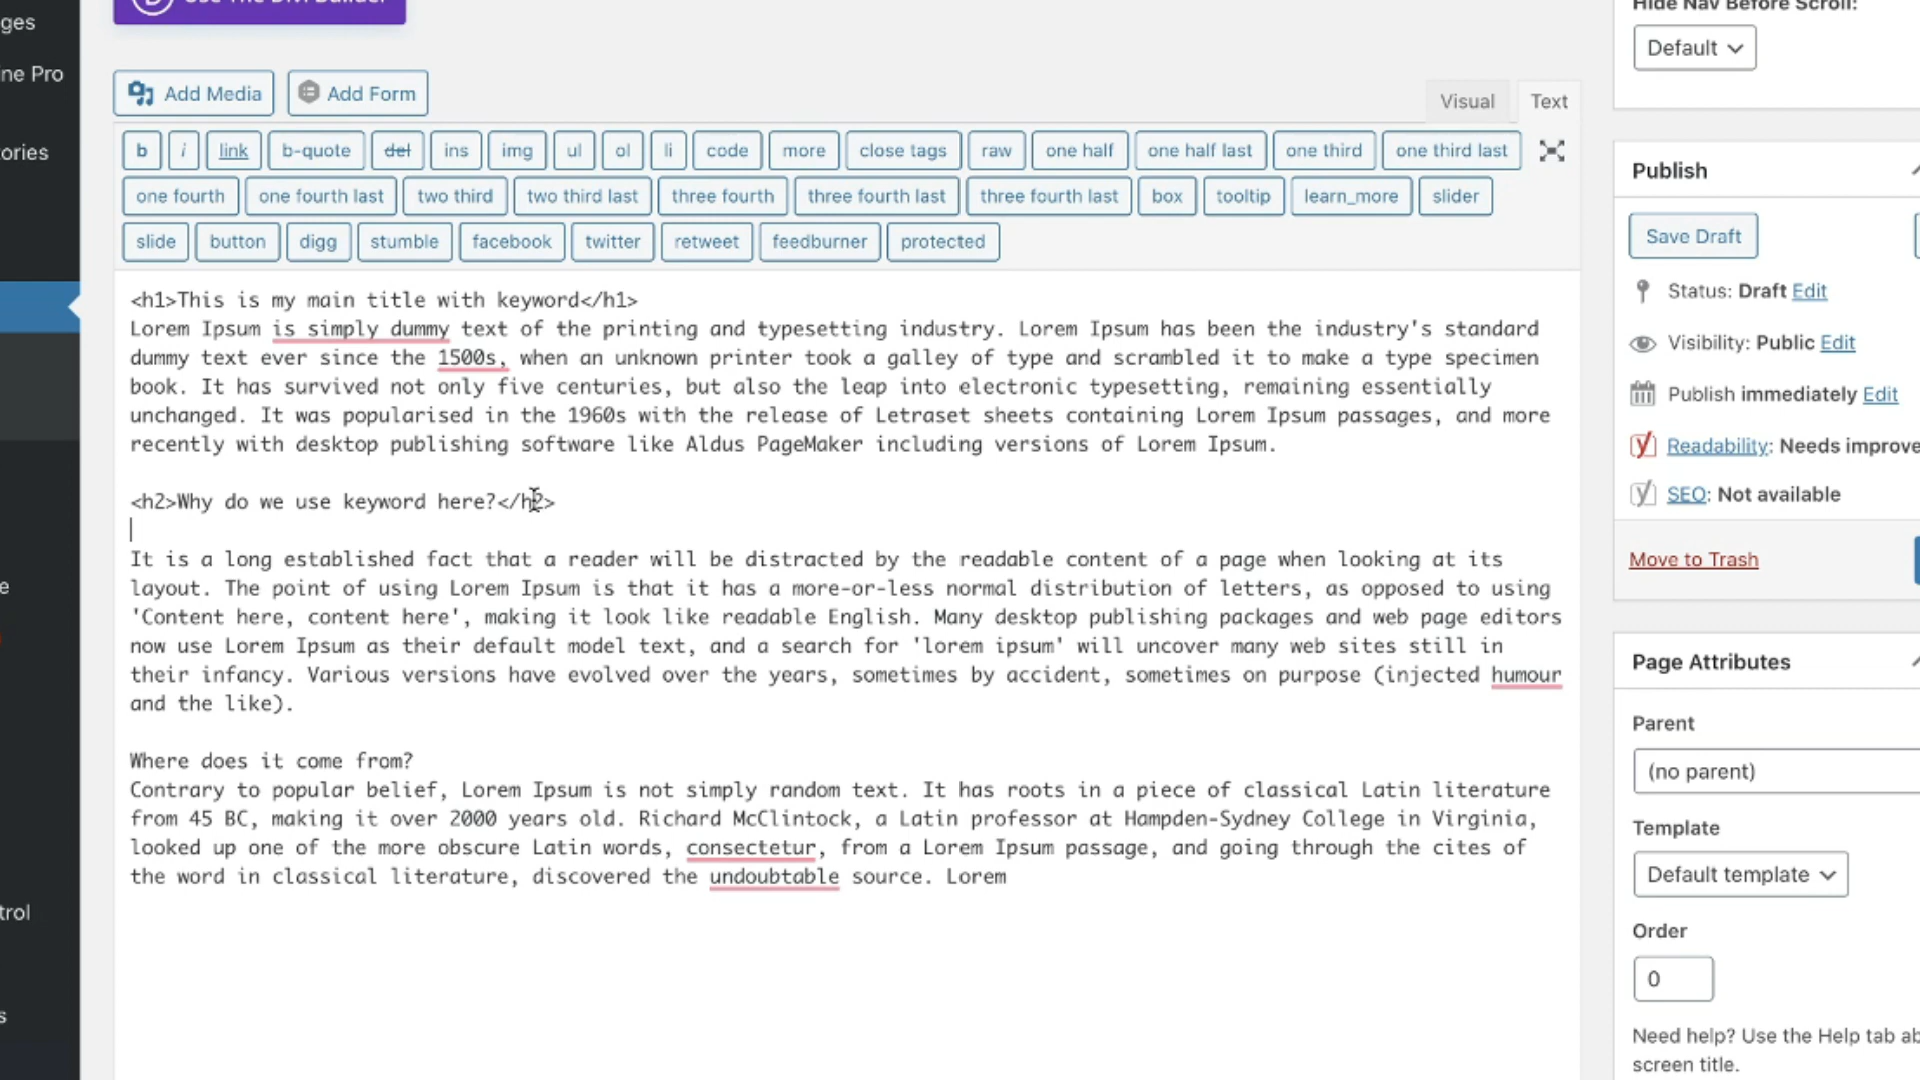 Use The Divi Builder
Hide Nav Before Scroll:
ges
Default
ine Pro
Add Media
Add Form
Visual
Text
ories
b
i
link
b-quote
del
ins
img
ul
ol
li
code
more
close tags
raw
one half
one half last
one third
one third last
one fourth
one fourth last
two third
two third last
three fourth
three fourth last
three fourth last
box
tooltip
learn_more
slider
slide
button
digg
stumble
facebook
twitter
retweet
feedburner
protected
<h1>This is my main title with keyword</h1>
Lorem Ipsum is simply dummy text of the printing and typesetting industry. Lorem Ipsum has been the industry's standard
dummy text ever since the 1500s, when an unknown printer took a galley of type and scrambled it to make a type specimen
book. It has survived not only five centuries, but also the leap into electronic typesetting, remaining essentially
unchanged. It was popularised in the 1960s with the release of Letraset sheets containing Lorem Ipsum passages, and more
recently with desktop publishing software like Aldus PageMaker including versions of Lorem Ipsum.
<h2>Why do we use keyword here?</h2>
It is a long established fact that a reader will be distracted by the readable content of a page when looking at its
layout. The point of using Lorem Ipsum is that it has a more-or-less normal distribution of letters, as opposed to using
'Content here, content here', making it look like readable English. Many desktop publishing packages and web page editors
now use Lorem Ipsum as their default model text, and a search for 'lorem ipsum' will uncover many web sites still in
their infancy. Various versions have evolved over the years, sometimes by accident, sometimes on purpose (injected humour
and the like).
Where does it come from?
Contrary to popular belief, Lorem Ipsum is not simply random text. It has roots in a piece of classical Latin literature
from 45 BC, making it over 2000 years old. Richard McClintock, a Latin professor at Hampden-Sydney College in Virginia,
looked up one of the more obscure Latin words, consectetur, from a Lorem Ipsum passage, and going through the cites of
the word in classical literature, discovered the undoubtable source. Lorem
e
trol
s
Publish
Save Draft
Status: Draft Edit
Visibility: Public Edit
Publish immediately Edit
Readability: Needs improve
SEO: Not available
Move to Trash
Page Attributes
Parent
(no parent)
Template
Default template
Order
0
Need help? Use the Help tab ab
screen title.